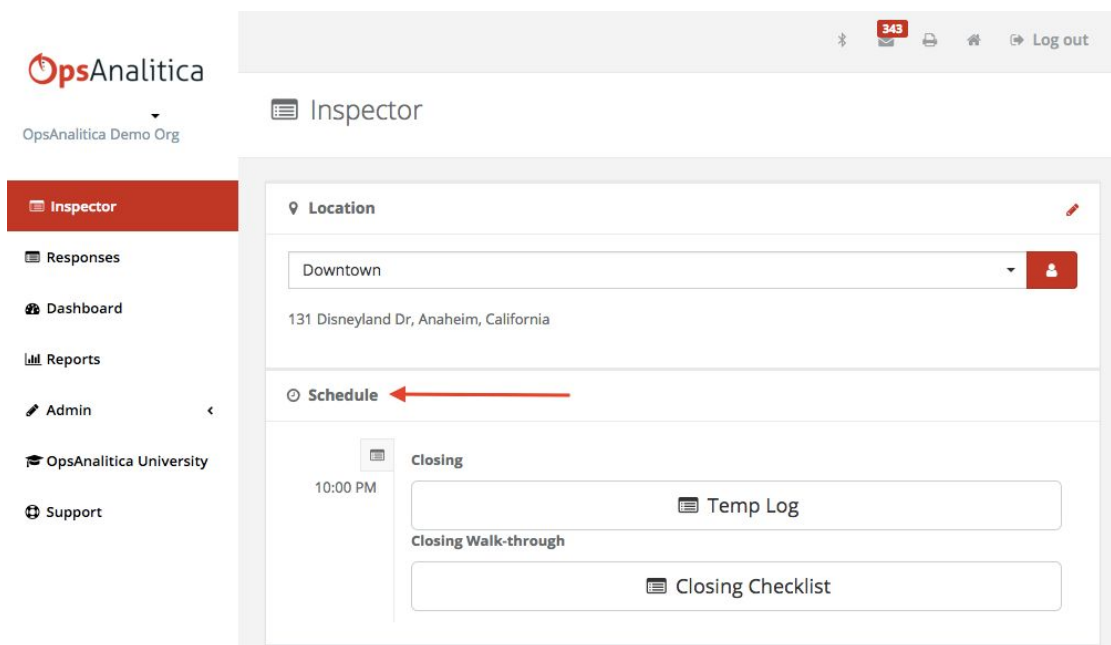 343
Log out
OpsAnalitica
OpsAnalitica Demo Org
Inspector
Inspector
Responses
Dashboard
Reports
Admin
OpsAnalitica University
Support
Location
Downtown
131 Disneyland Dr, Anaheim, California
Schedule
Closing
10:00 PM
Temp Log
Closing Walk-through
Closing Checklist